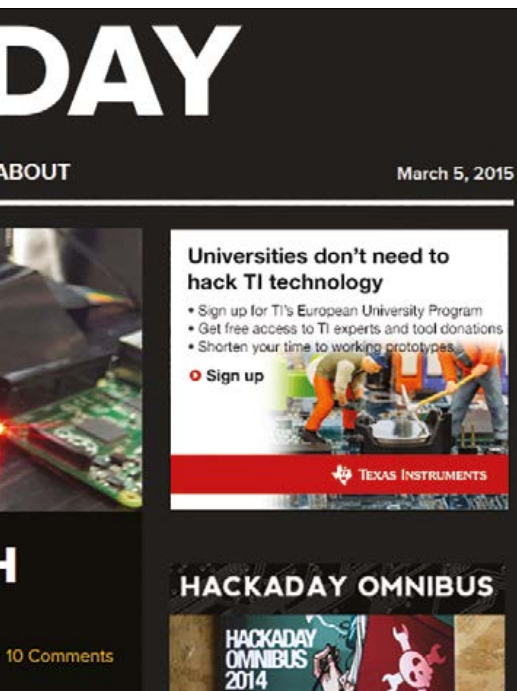 DAY
ABOUT
March 5, 2015
Universities don't need to
hack TI technology
• Sign up for TI's European University Program
• Get free access to TI experts and tool donations
• Shorten your time to working prototypes
Sign up
TEXAS INSTRUMENTS
H
10 Comments
HACKADAY OMNIBUS
HACKADAY
OMNIBUS
2014